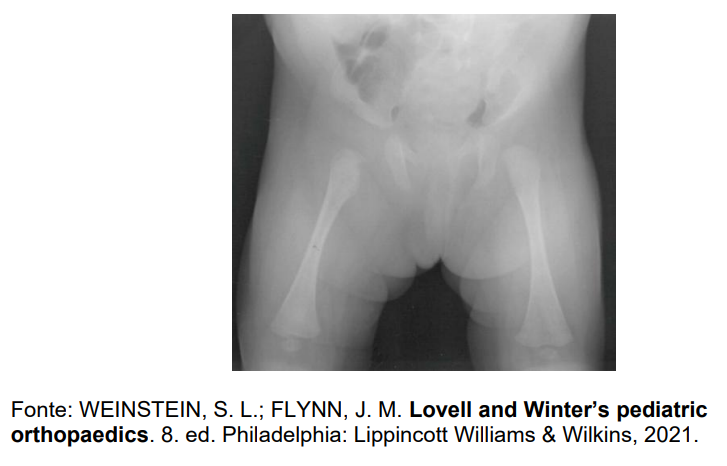 Fonte: WEINSTEIN, S. L.; FLYNN, J. M. Lovell and Winter’s pediatric
orthopaedics. 8. ed. Philadelphia: Lippincott Williams & Wilkins, 2021.